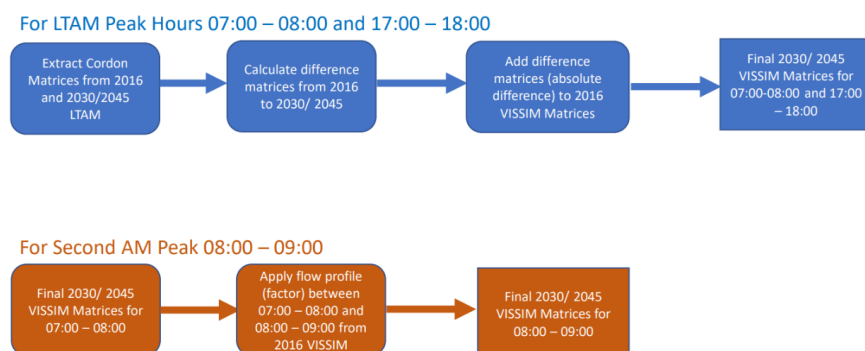 For LTAM Peak Hours 07:00 – 08:00 and 17:00 - 18:00
Extract Cordon
Matrices from 2016
and 2030/2045
LTAM
Calculate difference
matrices from 2016
to 2030/ 2045
Add difference
matrices (absolute
difference) to 2016
VISSIM Matrices
Final 2030/ 2045
VISSIM Matrices for
07:00-08:00 and 17:00
– 18:00
For Second AM Peak 08:00 – 09:00
Final 2030/ 2045
VISSIM Matrices for
07:00 – 08:00
Apply flow profile
(factor) between
07:00 – 08:00 and
08:00 – 09:00 from
2016 VISSIM
Final 2030/ 2045
VISSIM Matrices for
08:00 – 09:00